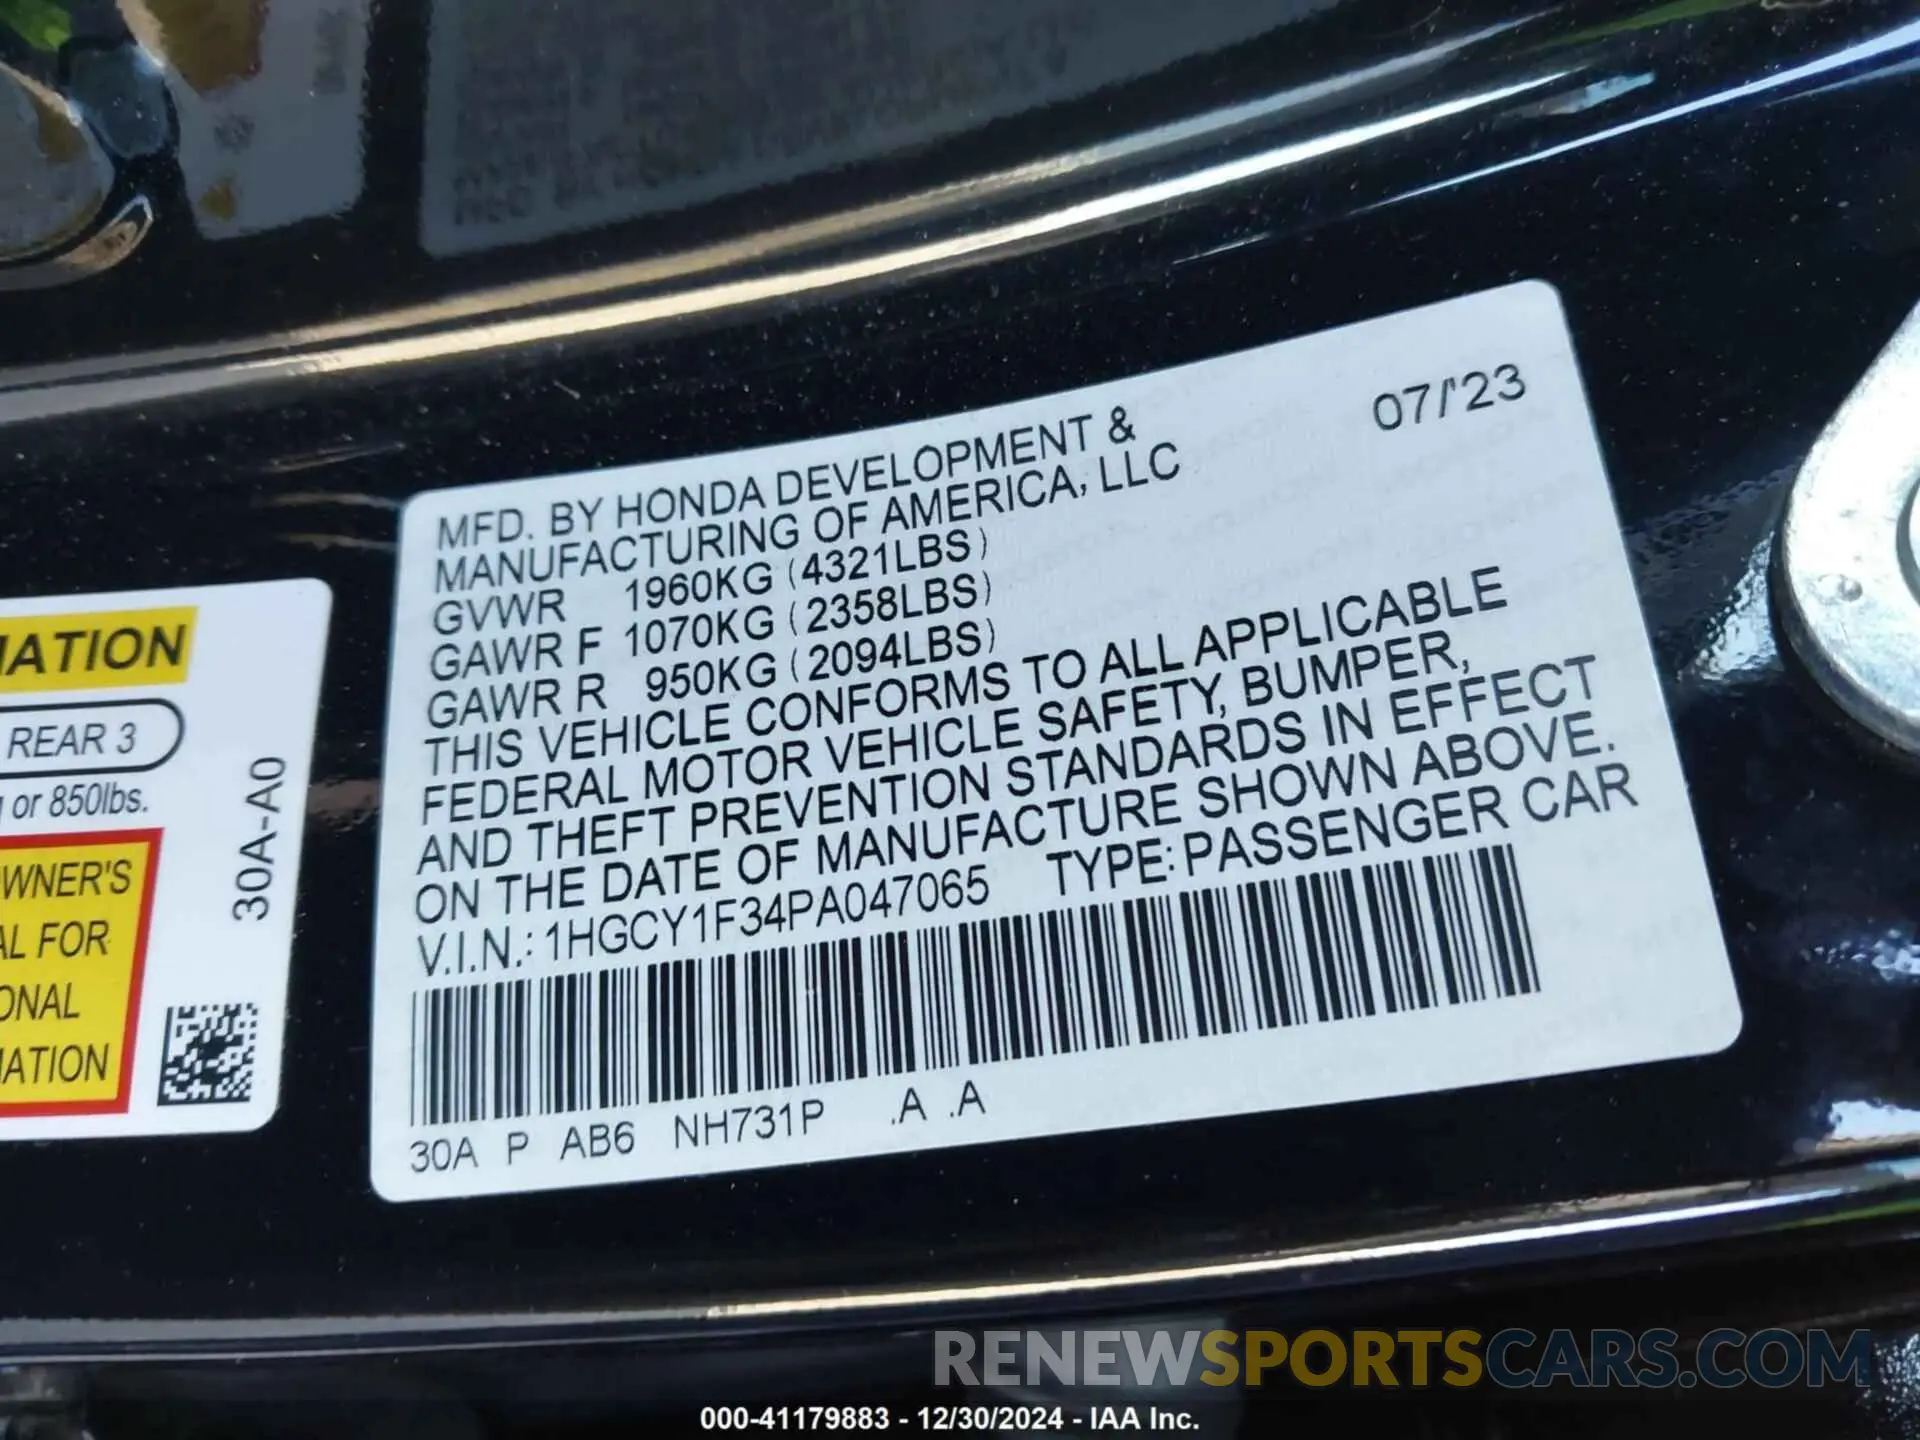 MFD. BY HONDA DEVELOPMENT &
MANUFACTURING OF AMERICA, LLC
07/'23
GVWR 1960KG (4321LBS)
GAWR F 1070KG (2358LBS)
GAWR R 950KG (2094LBS)
THIS VEHICLE CONFORMS TO ALL APPLICABLE
FEDERAL MOTOR VEHICLE SAFETY, BUMPER,
AND THEFT PREVENTION STANDARDS IN EFFECT
ON THE DATE OF MANUFACTURE SHOWN ABOVE.
V.I.N.: 1HGCY1F34PA047065 TYPE: PASSENGER CAR
30A P AB6 NH731P .A .A
MATION
REAR 3
or 850lbs.
30A-A0
WNER'S
AL FOR
ONAL
MATION
RENEWSPORTSCARS.COM
000-41179883 - 12/30/2024 - IAA Inc.